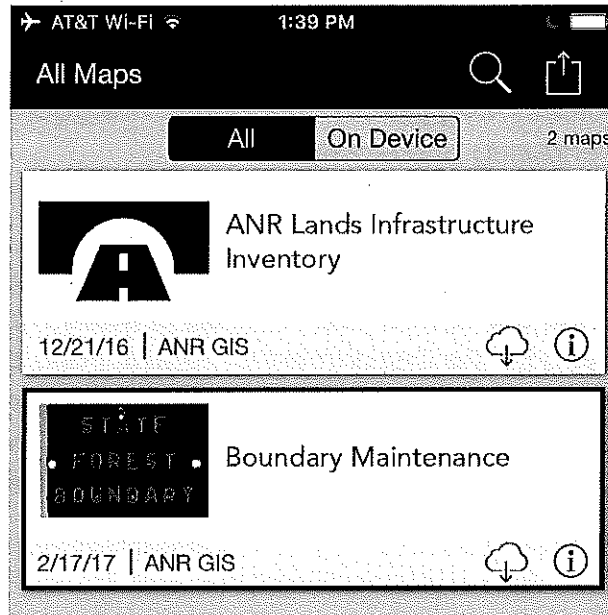 AT&T Wi-Fi 1:39 PM
All Maps
All On Device 2 maps
ANR Lands Infrastructure
Inventory
12/21/16 | ANR GIS
STATE
FOREST
BOUNDARY
Boundary Maintenance
2/17/17 | ANR GIS